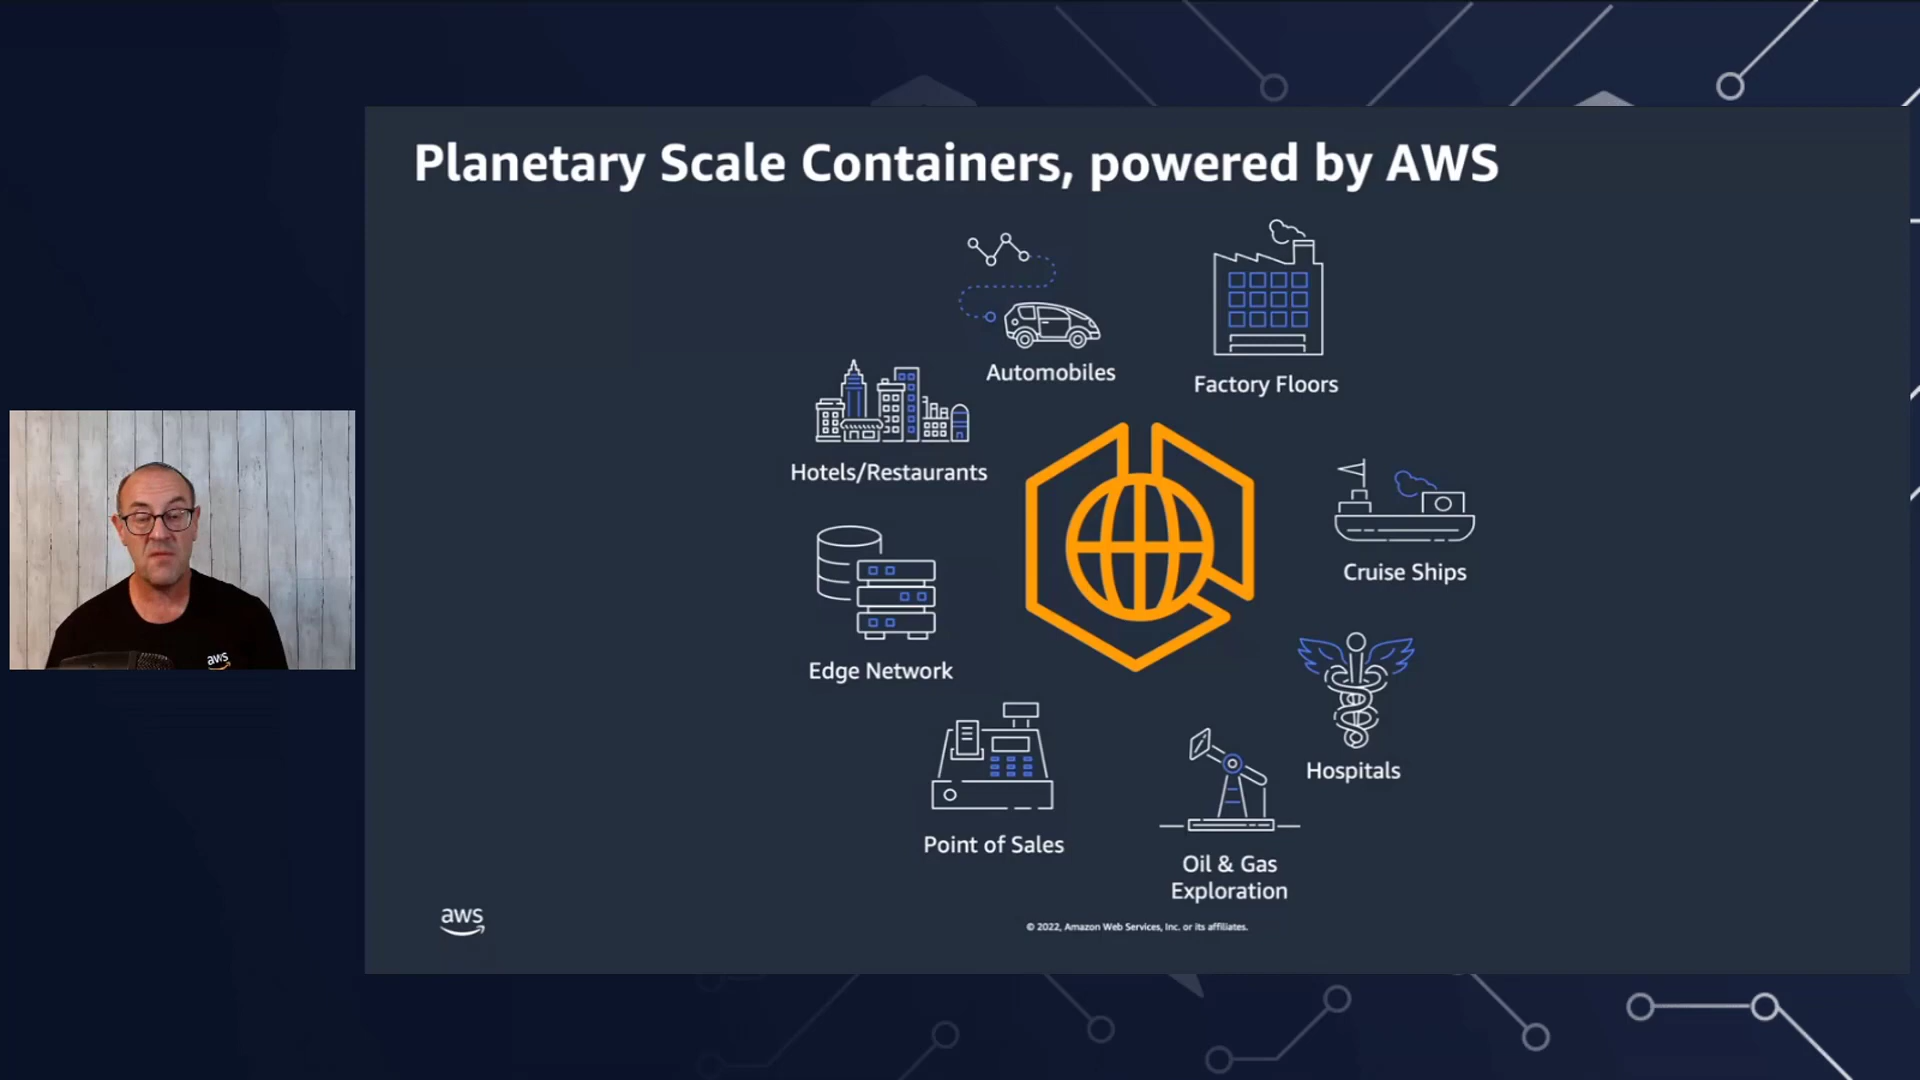 Planetary Scale Containers, powered by AWS
Automobiles
Factory Floors
Hotels/Restaurants
Cruise Ships
Edge Network
Hospitals
Point of Sales
Oil & Gas
Exploration
aws
© 2022, Amazon Web Services, Inc. or its affiliates.
aws